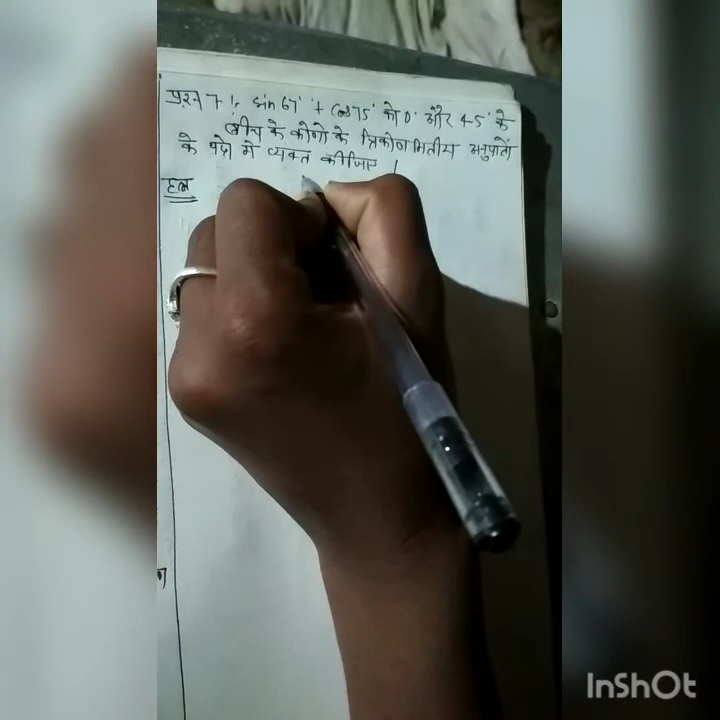 प्रश्न 7 : sin 67° + cos 75° को 0° और 45° के
बीच के कोणो के त्रिकोणमितीय अनुपातों
के पदो मे व्यक्त कीजिए।
हल
InShOt